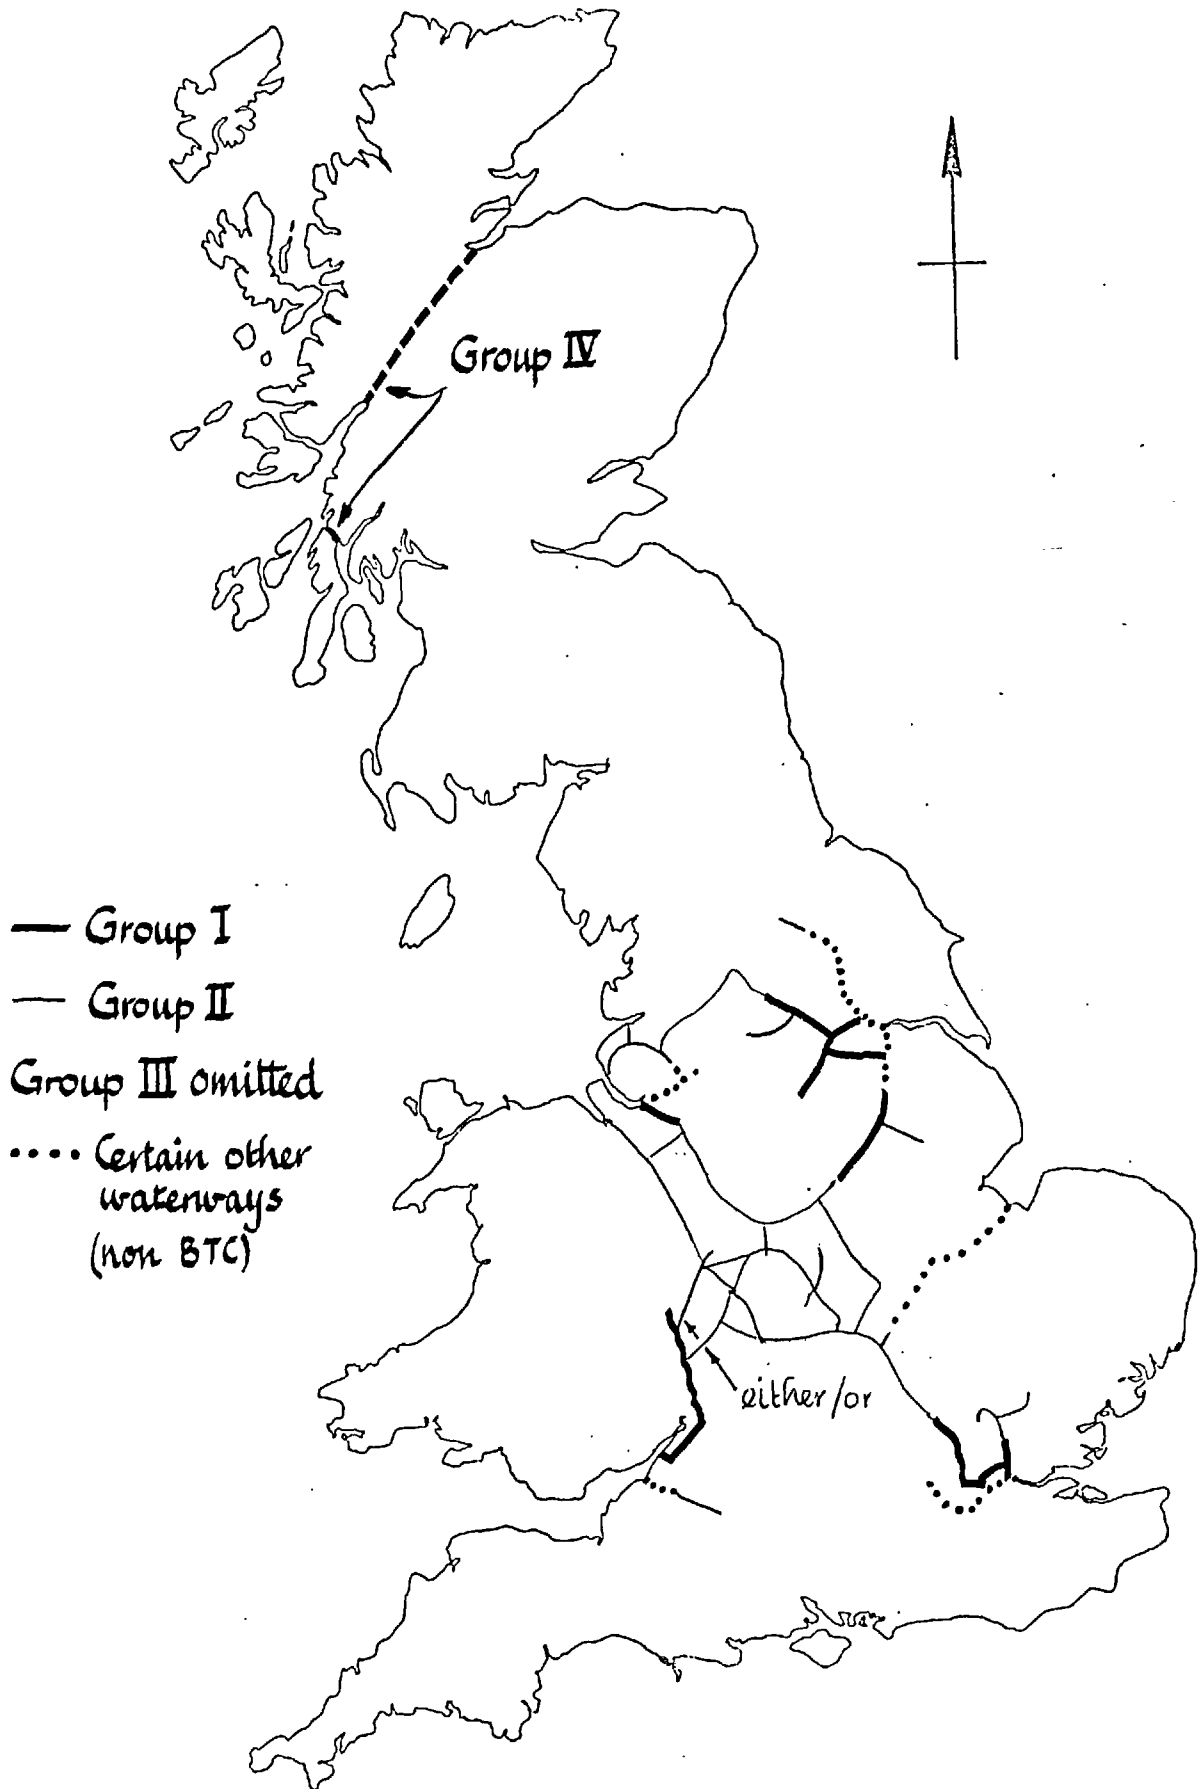 Group IV
Group I
Group II
Group III omitted
Certain other
waterways
(non BTC)
either/or